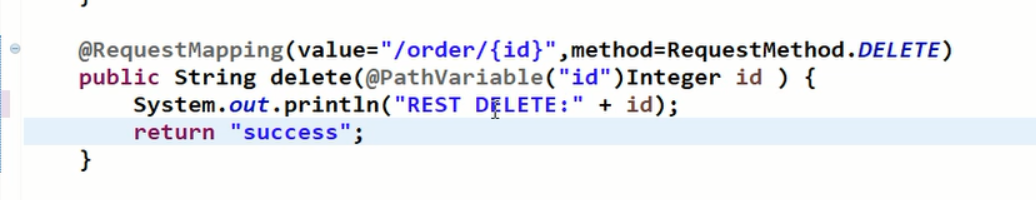 @RequestMapping(value="/order/{id}",method=RequestMethod.DELETE)
public String delete(@PathVariable("id")Integer id ) {
System.out.println("REST DELETE:" + id);
return "success";
}